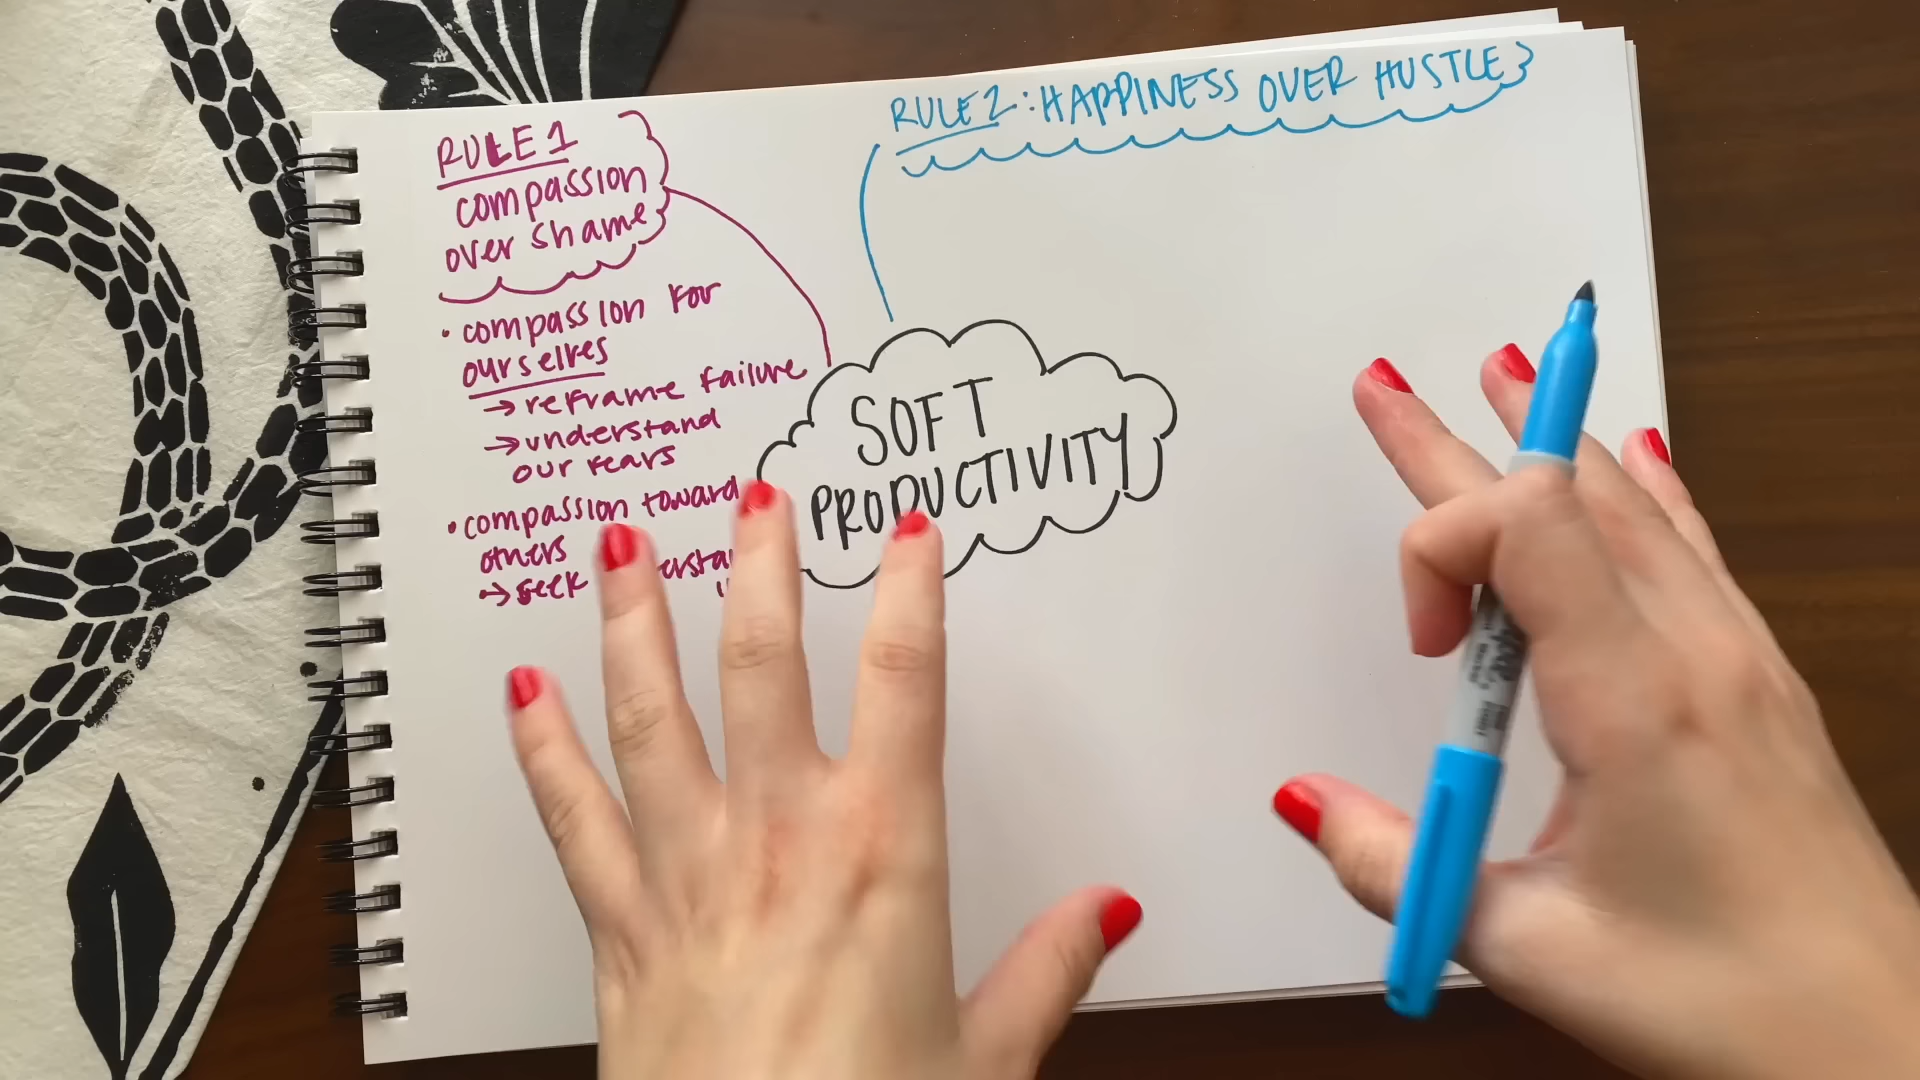 RULE 1
compassion
over shame
• compassion for
ourselves
→ reframe failure
→ understand
our fears
• compassion toward
others
→ seek
RULE 2: HAPPINESS OVER HUSTLE
SOFT
PRODUCTIVITY